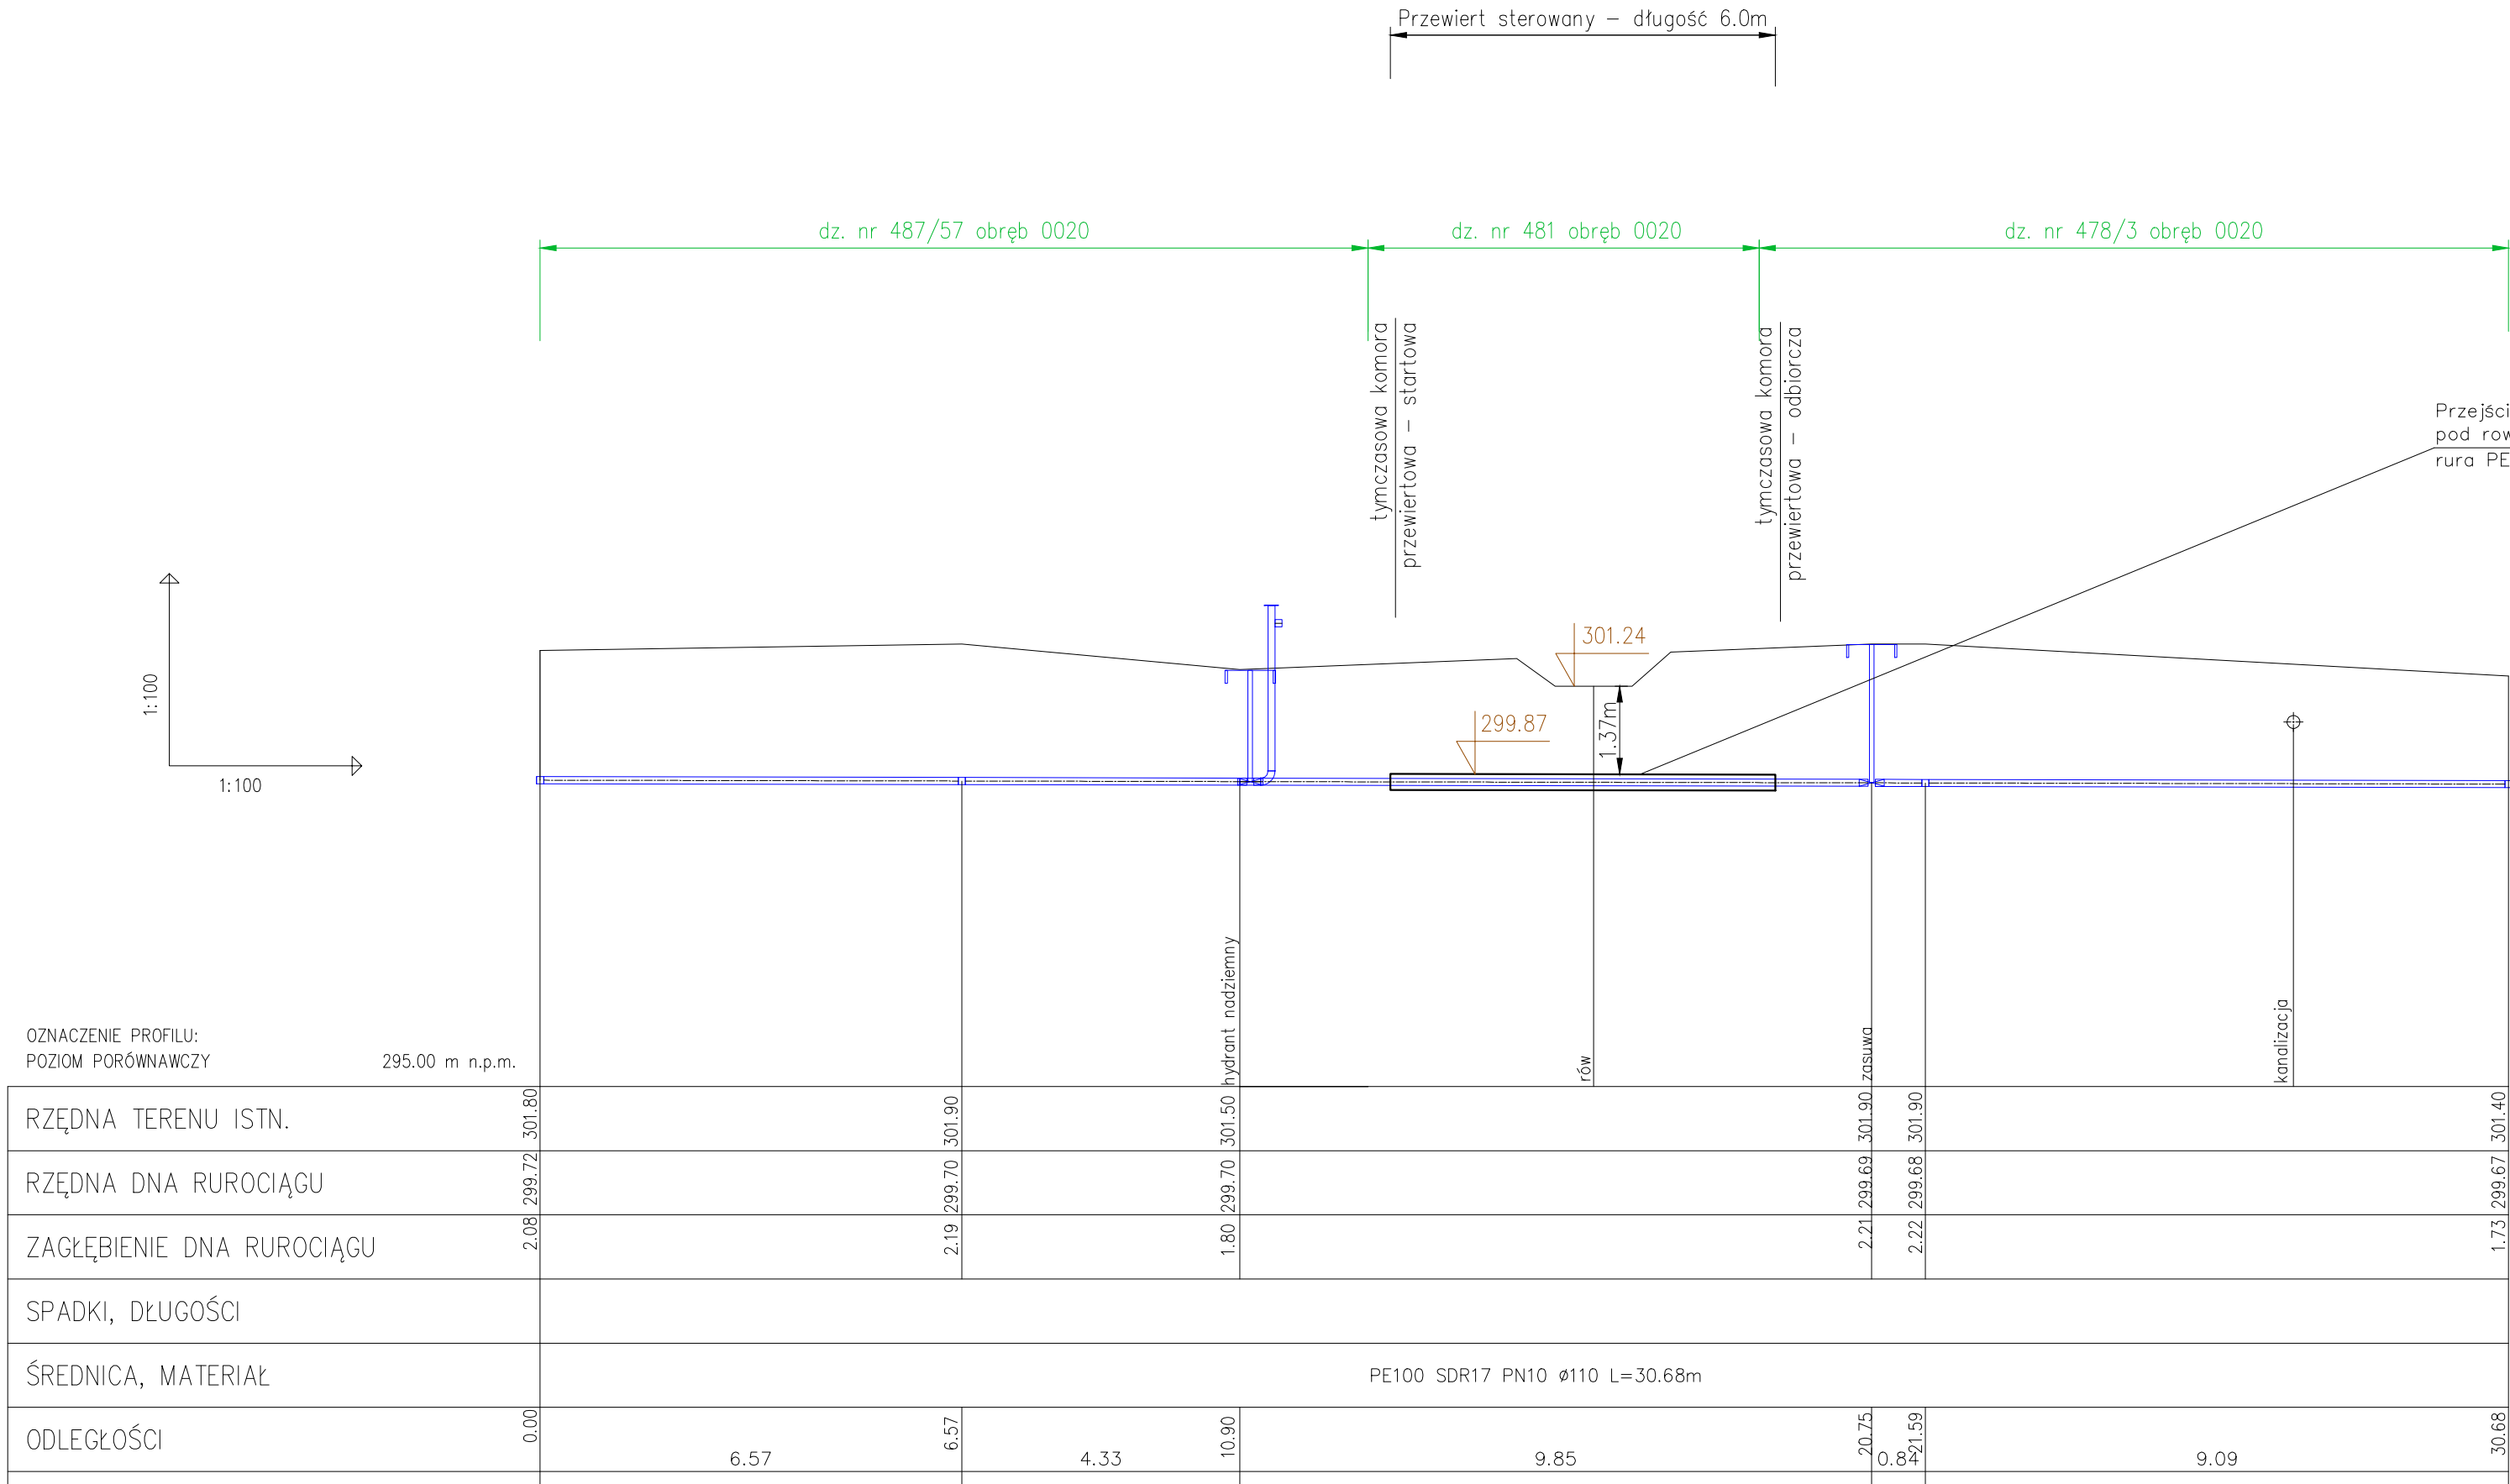 Przewiert sterowany – długość 6.0m
dz. nr 487/57 obręb 0020
dz. nr 481 obręb 0020
dz. nr 478/3 obręb 0020
tymczasowa komora
przewiertowa – startowa
tymczasowa komora
przewiertowa – odbiorcza
Przejści
pod row
rura PE
1:100
1:100
301.24
299.87
1.37m
hydrant nadziemny
rów
zasuwa
kanalizacja
OZNACZENIE PROFILU:
POZIOM PORÓWNAWCZY 295.00 m n.p.m.
RZĘDNA TERENU ISTN. 301.80 301.90 301.50 301.90 301.90 301.40
RZĘDNA DNA RUROCIĄGU 299.72 299.70 299.70 299.69 299.68 299.67
ZAGŁĘBIENIE DNA RUROCIĄGU 2.08 2.19 1.80 2.21 2.22 1.73
SPADKI, DŁUGOŚCI
ŚREDNICA, MATERIAŁ PE100 SDR17 PN10 ø110 L=30.68m
ODLEGŁOŚCI 0.00 6.57 10.90 20.75 21.59 30.68
6.57 4.33 9.85 0.84 9.09